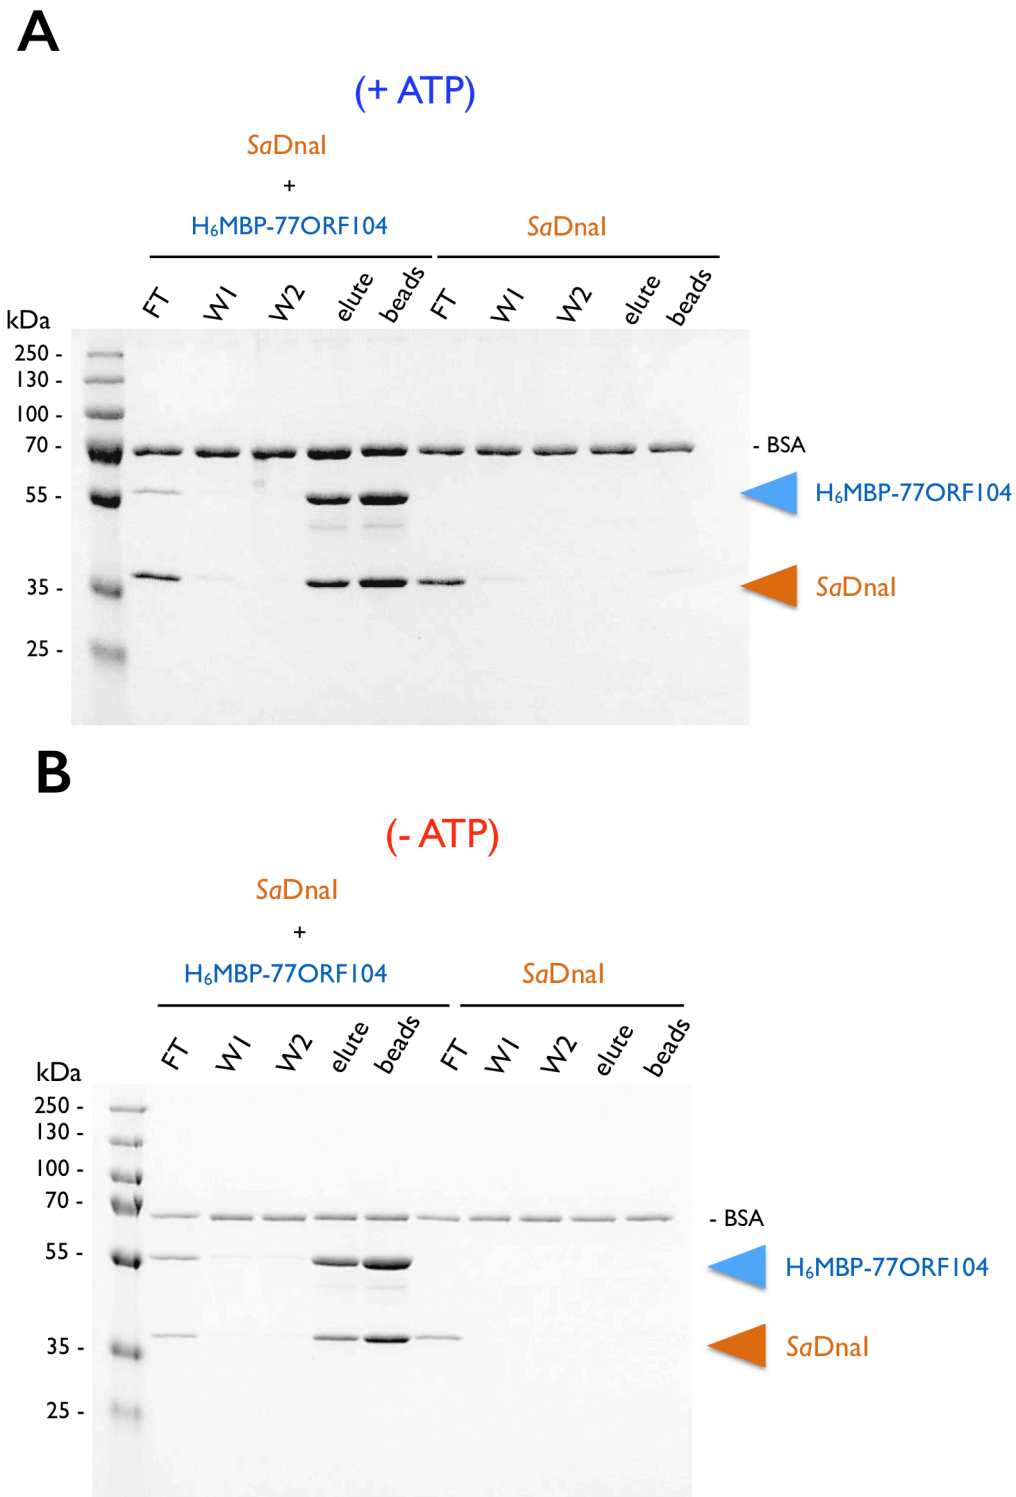 A
(+ ATP)
SaDnaI
+
H₆MBP-77ORF104
SaDnaI
FT W1 W2 elute beads FT W1 W2 elute beads
kDa
250 -
130 -
100 -
70 -
- BSA
55 -
H₆MBP-77ORF104
35 -
SaDnaI
25 -
B
(- ATP)
SaDnaI
+
H₆MBP-77ORF104
SaDnaI
FT W1 W2 elute beads FT W1 W2 elute beads
kDa
250 -
130 -
100 -
70 -
- BSA
55 -
H₆MBP-77ORF104
35 -
SaDnaI
25 -